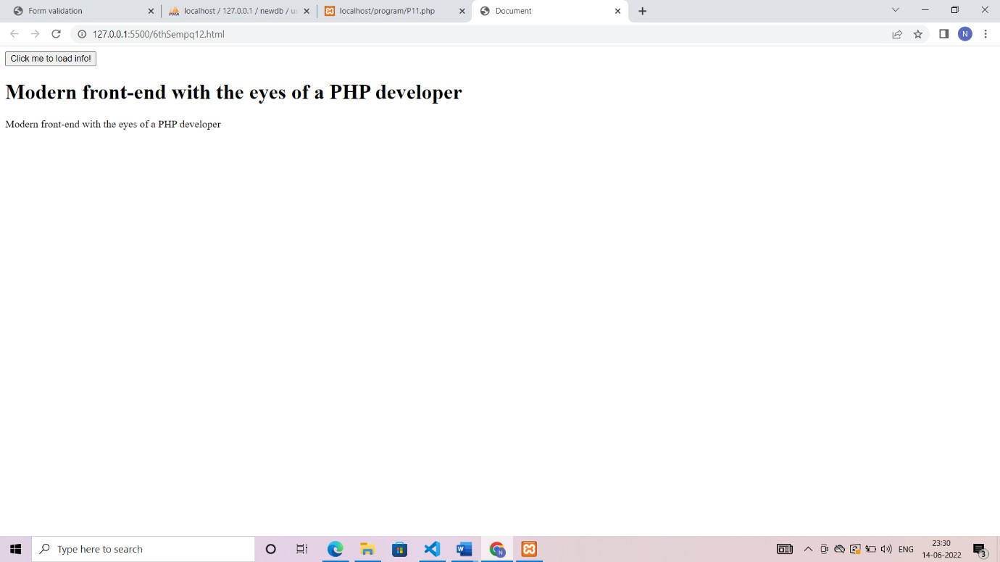 Form validation
localhost / 127.0.0.1 / newdb / us
localhost/program/P11.php
Document
127.0.0.1:5500/6thSempq12.html
N
Click me to load info!
Modern front-end with the eyes of a PHP developer
Modern front-end with the eyes of a PHP developer
Type here to search
N
ENG
23:30
14-06-2022
3